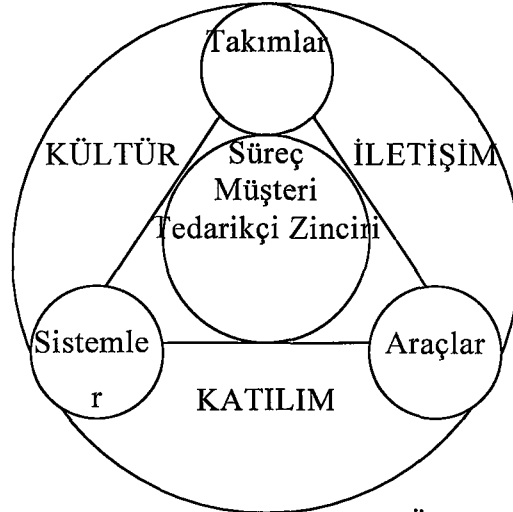 Takımlar
KÜLTÜR
İLETİŞİM
Süreç
Müşteri
Tedarikçi Zinciri
Sistemle
r
Araçlar
KATILIM